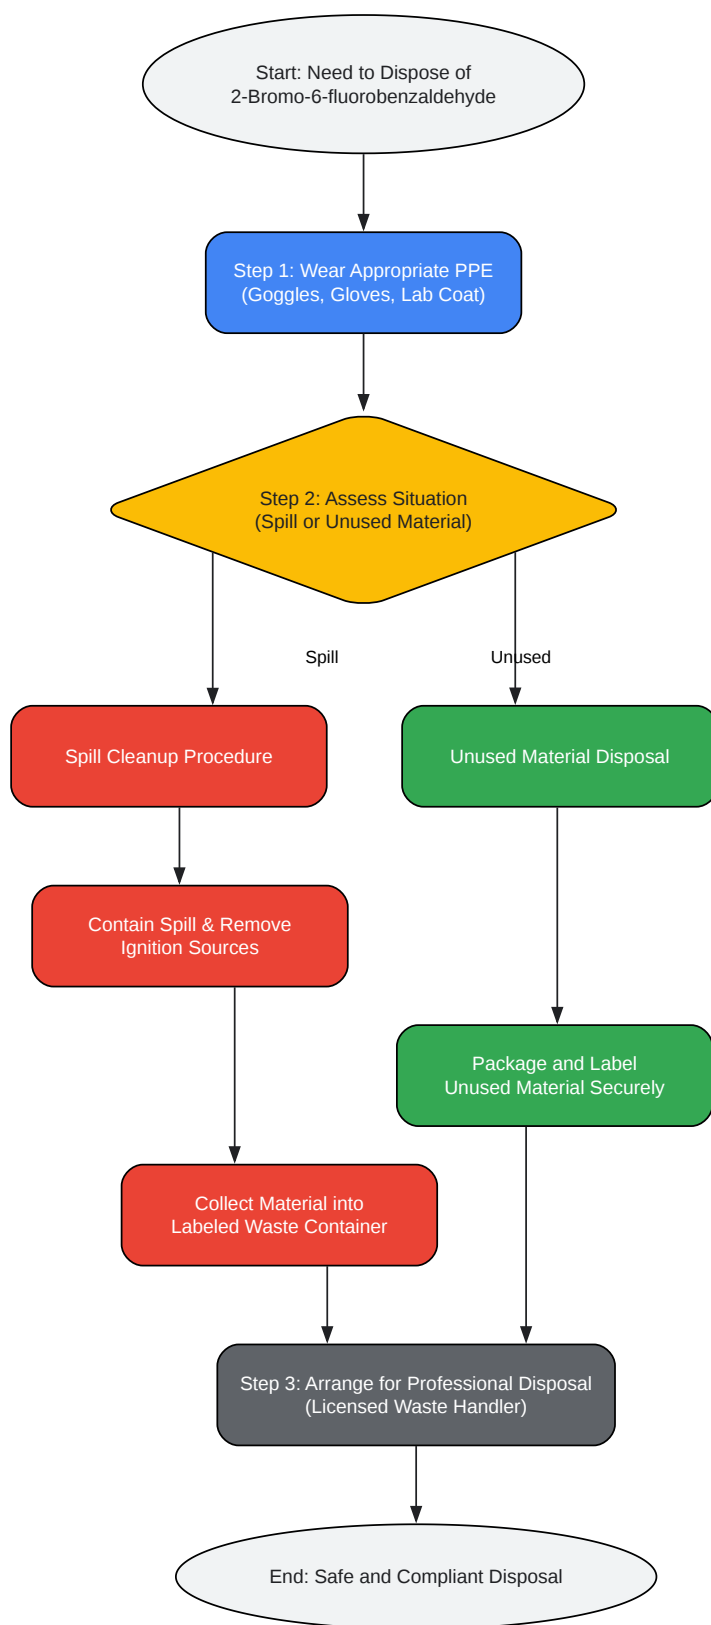 Start: Need to Dispose of
2-Bromo-6-fluorobenzaldehyde
Step 1: Wear Appropriate PPE
(Goggles, Gloves, Lab Coat)
Step 2: Assess Situation
(Spill or Unused Material)
Spill
Unused
Spill Cleanup Procedure
Unused Material Disposal
Contain Spill & Remove
Ignition Sources
Package and Label
Unused Material Securely
Collect Material into
Labeled Waste Container
Step 3: Arrange for Professional Disposal
(Licensed Waste Handler)
End: Safe and Compliant Disposal